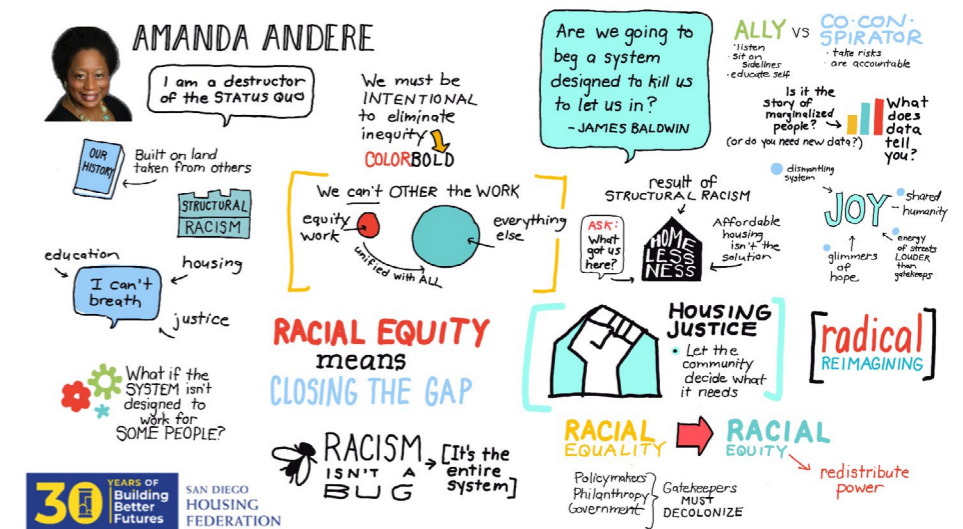 AMANDA ANDERE
I am a destructor
of the STATUS QUO
OUR
HISTORY
Built on land
taken from others
STRUCTURAL
RACISM
education
housing
I can't
breath
justice
What if the
SYSTEM isn't
designed to
work for
SOME PEOPLE?
30 YEARS OF
Building
Better
Futures
SAN DIEGO
HOUSING
FEDERATION
We must be
INTENTIONAL
to eliminate
inequity
COLORBOLD
We can't OTHER the WORK
equity
work
everything
else
unified with ALL
RACIAL EQUITY
means
CLOSING THE GAP
RACISM
ISN'T A
BUG
[It's the
entire
system]
Are we going to
beg a system
designed to kill us
to let us in?
- JAMES BALDWIN
ALLY VS CO·CON·
SPIRATOR
· listen
· sit on
sidelines
· educate self
· take risks
· are accountable
Is it the
story of
marginalized
people?
(or do you need new data?)
What
does
data
tell
you?
result of
STRUCTURAL RACISM
ASK:
What
got us
here?
HOME
LESS
NESS
Affordable
housing
isn't the
solution
dismantling
system
JOY
shared
humanity
glimmers
of
hope
energy
of streets
LOUDER
than
gatekeeps
HOUSING
JUSTICE
• Let the
community
decide what
it needs
[radical
REIMAGINING]
RACIAL
EQUALITY
RACIAL
EQUITY
redistribute
power
Policymakers
Philanthropy
Government
Gatekeepers
MUST
DECOLONIZE